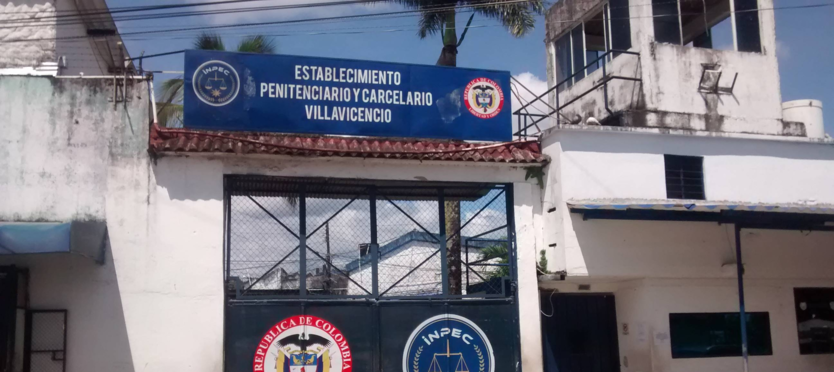 INPEC
ESTABLECIMIENTO
PENITENCIARIO Y CARCELARIO
VILLAVICENCIO
REPUBLICA DE COLOMBIA
INPEC